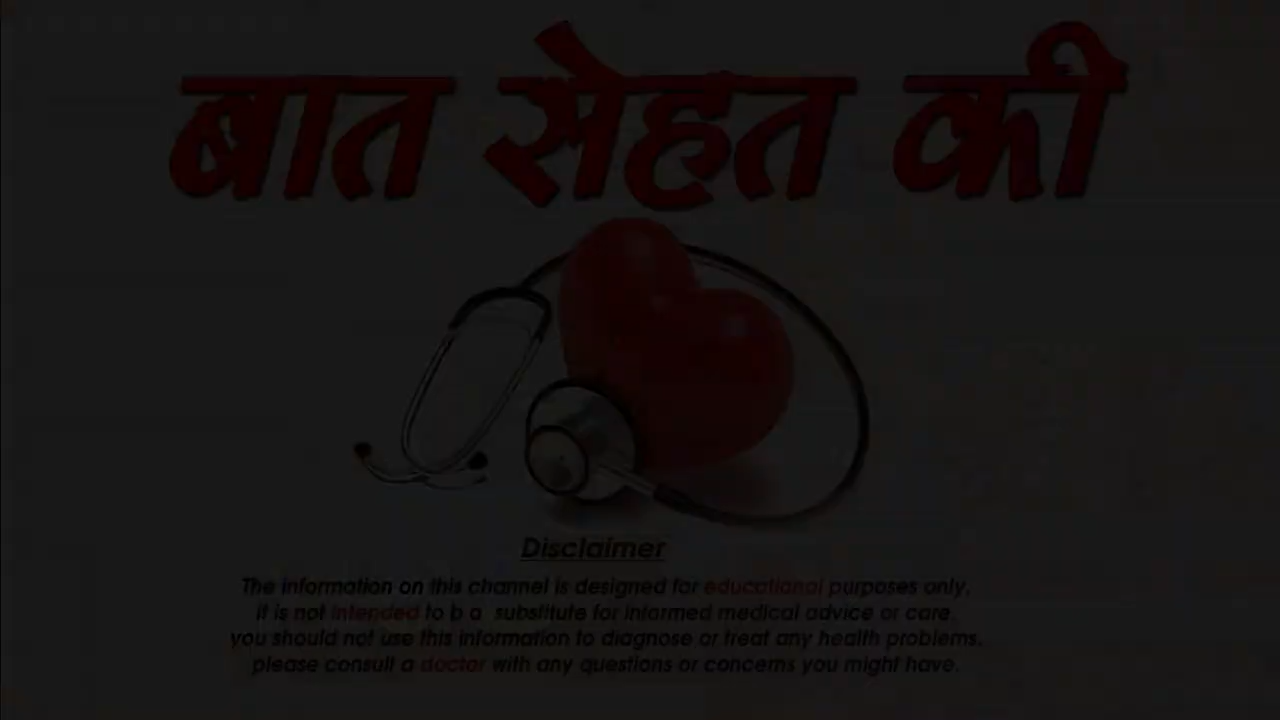 बात सेहत की
Disclaimer
The information on this channel is designed for educational purposes only,
it is not intended to b a substitute for informed medical advice or care
you should not use this information to diagnose or treat any health problems.
please consult a doctor with any questions or concerns you might have.